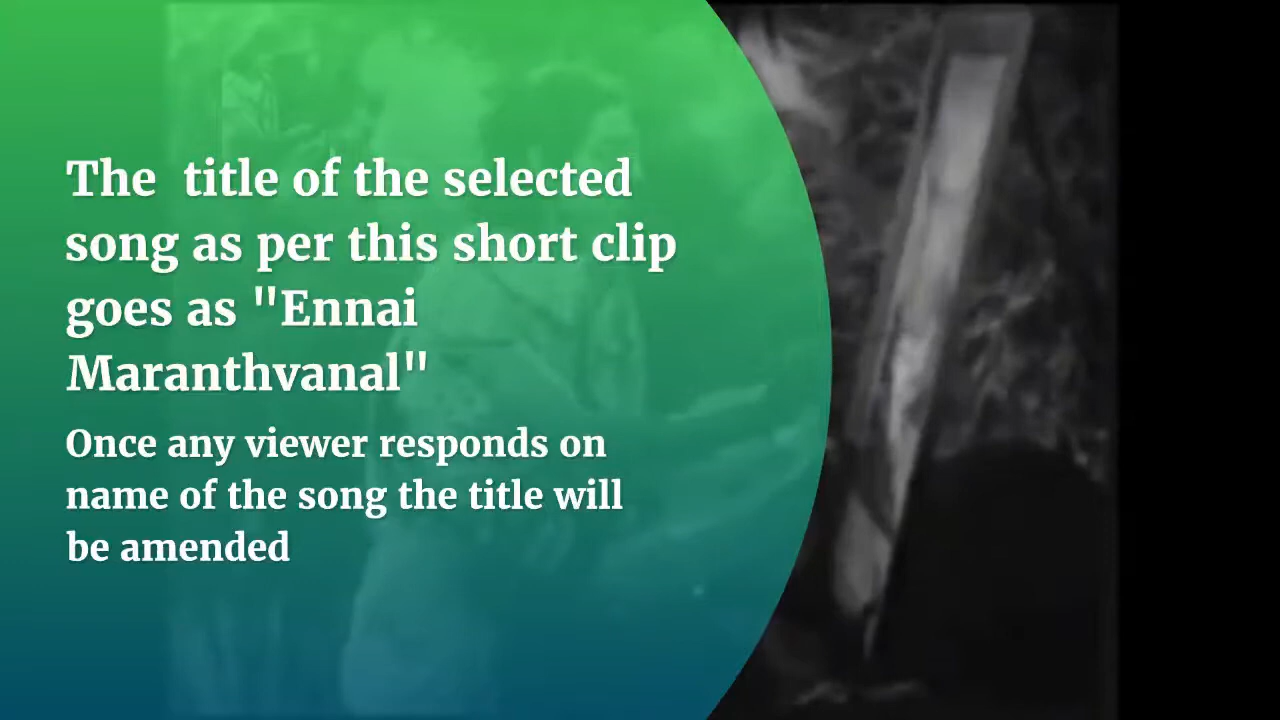 The  title of the selected
song as per this short clip
goes as "Ennai
Maranthvanal"
Once any viewer responds on
name of the song the title will
be amended